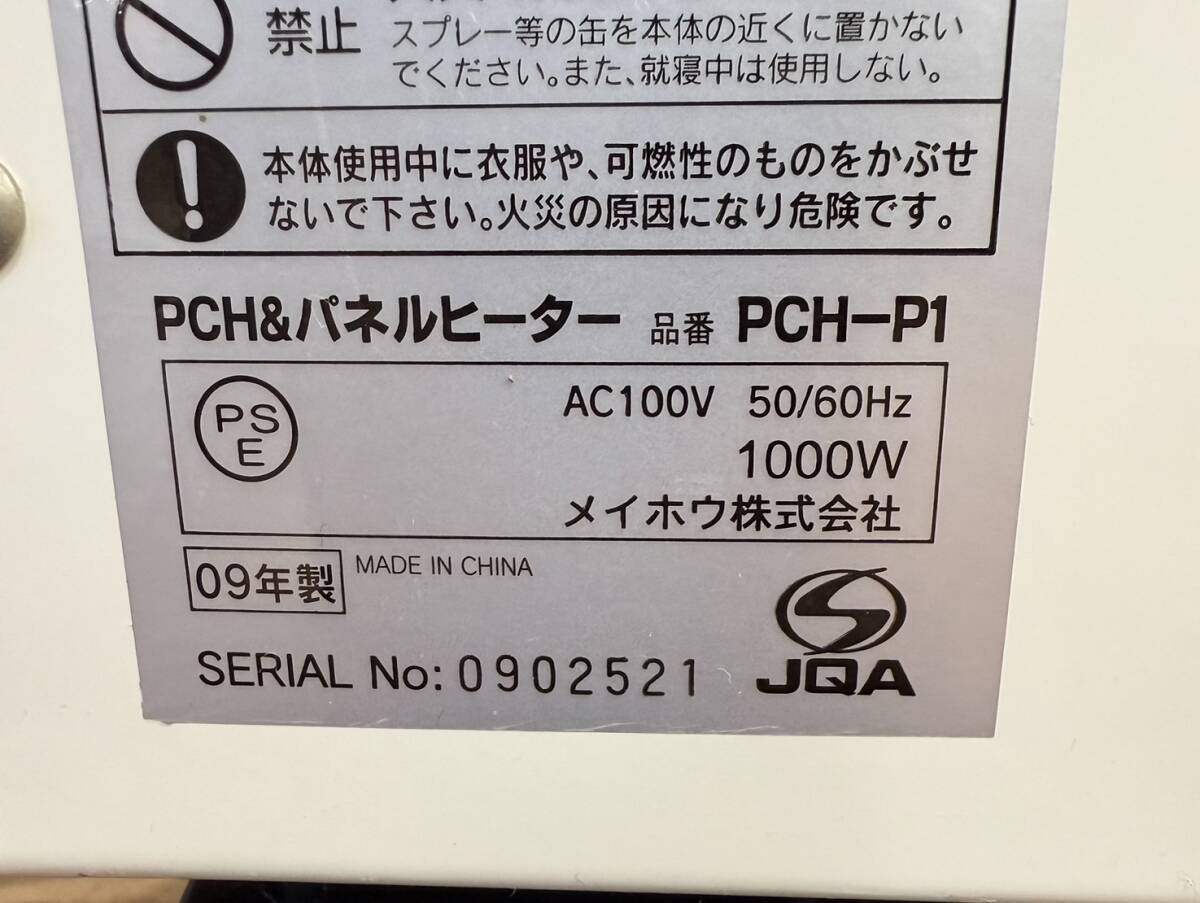 禁止
スプレー等の缶を本体の近くに置かない
でください。また、就寝中は使用しない。
本体使用中に衣服や、可燃性のものをかぶせ
ないで下さい。火災の原因になり危険です。
PCH&パネルヒーター 品番 PCH-P1
PS
E
AC100V 50/60Hz
1000W
メイホウ株式会社
09年製 MADE IN CHINA
JQA
SERIAL No: 0902521